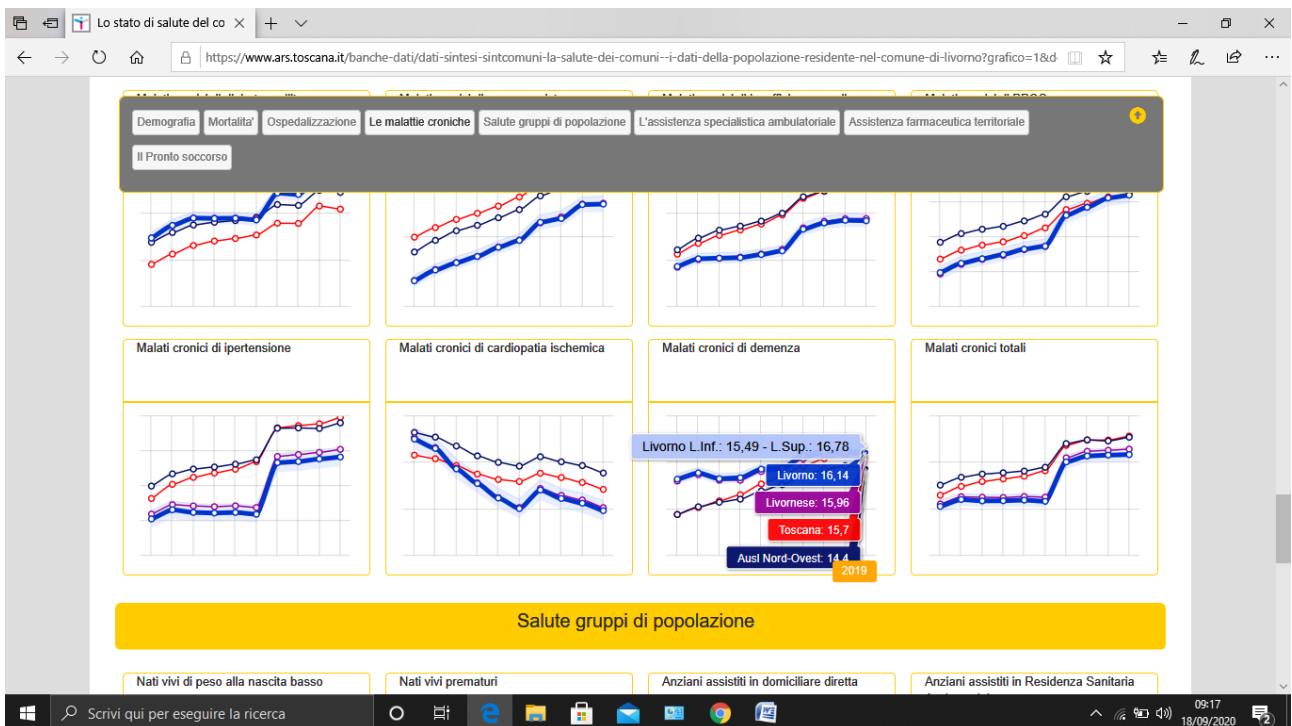 Lo stato di salute del co
https://www.ars.toscana.it/banche-dati/dati-sintesi-sintcomuni-la-salute-dei-comuni--i-dati-della-popolazione-residente-nel-comune-di-livorno?grafico=1&d
Demografia Mortalita' Ospedalizzazione Le malattie croniche Salute gruppi di popolazione L'assistenza specialistica ambulatoriale Assistenza farmaceutica territoriale
Il Pronto soccorso
Malati cronici di ipertensione
Malati cronici di cardiopatia ischemica
Malati cronici di demenza
Malati cronici totali
Livorno L.Inf.: 15,49 - L.Sup.: 16,78
Livorno: 16,14
Livornese: 15,96
Toscana: 15,7
Ausl Nord-Ovest: 14,4
2019
Salute gruppi di popolazione
Nati vivi di peso alla nascita basso
Nati vivi prematuri
Anziani assistiti in domiciliare diretta
Anziani assistiti in Residenza Sanitaria
Scrivi qui per eseguire la ricerca
09:17
18/09/2020
2